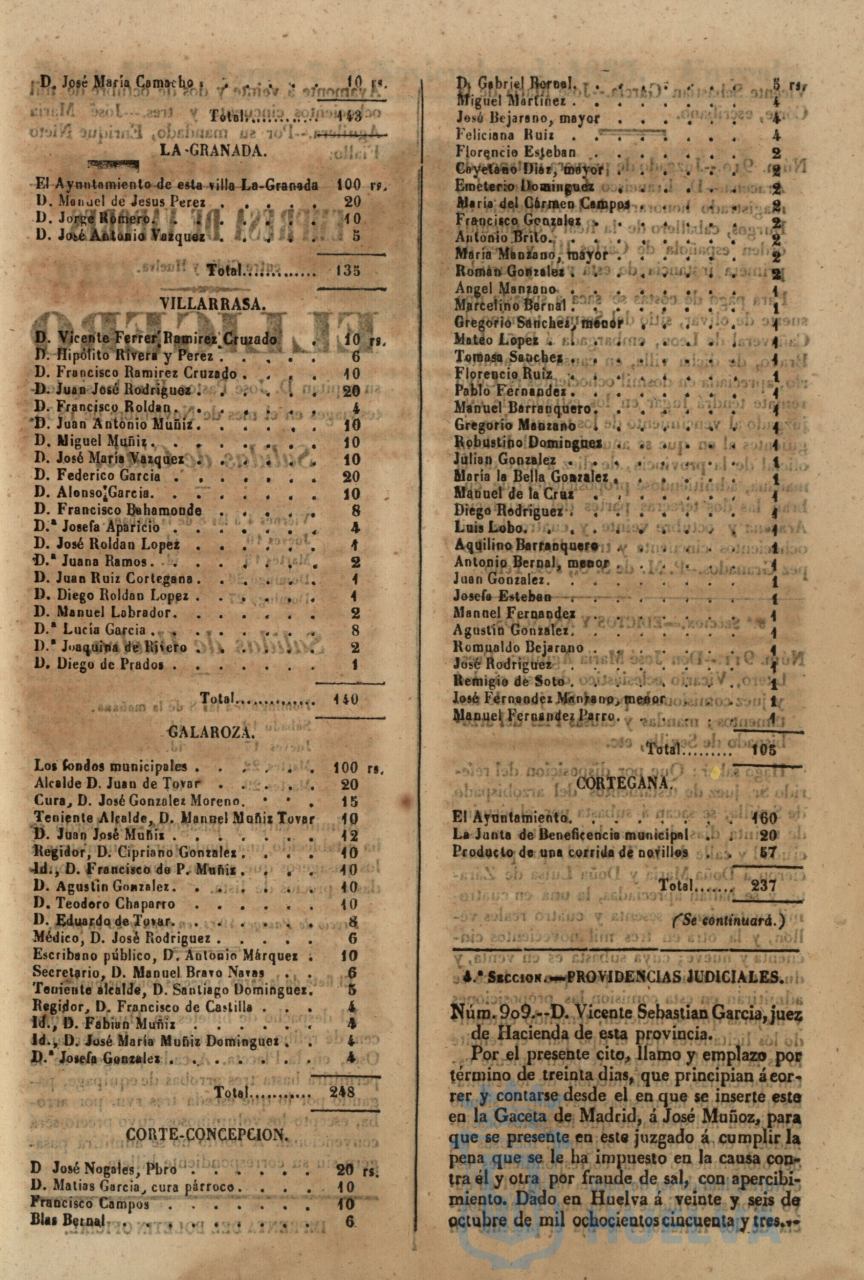 D. José María Camacho . . . . . . 10 rs.
Total............ 143
LA-GRANADA.
El Ayuntamiento de esta villa La-Granada 100 rs.
D. Manuel de Jesus Perez . . . . . 20
D. Jorge Romero. . . . . . . 10
D. José Antonio Vazquez . . . . . 5
Total............ 135
VILLARRASA.
D. Vicente Ferrer Ramirez Cruzado . . 10 rs.
D. Hipólito Rivera y Perez . . . . . 6
D. Francisco Ramirez Cruzado . . . . 10
D. Juan José Rodriguez . . . . . . 20
D. Francisco Roldan. . . . . . . 4
D. Juan Antonio Muñiz. . . . . . 10
D. Miguel Muñiz. . . . . . . . 10
D. José María Vazquez . . . . . . 10
D. Federico Garcia . . . . . . . 20
D. Alonso Garcia. . . . . . . . 10
D. Francisco Bahamonde . . . . . 8
D.ª Josefa Aparicio . . . . . . . 4
D. José Roldan Lopez . . . . . . 1
D.ª Juana Ramos. . . . . . . . 2
D. Juan Ruiz Cortegana . . . . . . 1
D. Diego Roldan Lopez . . . . . . 1
D. Manuel Labrador. . . . . . . 2
D.ª Lucía Garcia . . . . . . . . 8
D.ª Joaquina de Rivero . . . . . . 2
D. Diego de Prados . . . . . . . 1
Total............. 140
GALAROZA.
Los fondos municipales . . . . . . 100 rs.
Alcalde D. Juan de Tovar . . . . . 20
Cura, D. José Gonzalez Moreno. . . . 15
Teniente Alcalde, D. Manuel Muñiz Tovar 10
D. Juan José Muñiz . . . . . . . 12
Regidor, D. Cipriano Gonzalez . . . . 10
Id., D. Francisco de P. Muñiz . . . . 10
D. Agustin Gonzalez. . . . . . . 10
D. Teodoro Chaparro . . . . . . 10
D. Eduardo de Tovar. . . . . . . 8
Médico, D. José Rodriguez . . . . . 6
Escribano público, D. Antonio Márquez . 10
Secretario, D. Manuel Bravo Navas . . 6
Teniente alcalde, D. Santiago Dominguez. 5
Regidor, D. Francisco de Castilla . . . 4
Id., D. Fabian Muñiz . . . . . . 4
Id., D. José María Muñiz Dominguez . . 4
D.ª Josefa Gonzalez . . . . . . . 4
Total........... 248
CORTE-CONCEPCION.
D José Nogales, Pbro . . . . . . 20 rs.
D. Matias Garcia, cura párroco. . . . 10
Francisco Campos . . . . . . . 10
Blas Bernal . . . . . . . . . 6
D. Gabriel Bernal. . . . . . . . 5 rs.
Miguel Martinez . . . . . . . . 4
José Bejarano, mayor . . . . . . 4
Feliciana Ruiz . . . . . . . . 4
Florencio Esteban . . . . . . . 2
Cayetano Diaz, mayor . . . . . . 2
Emeterio Dominguez . . . . . . 2
María del Cármen Campos . . . . . 2
Francisco Gonzalez . . . . . . . 2
Antonio Brito. . . . . . . . . 2
María Manzano, mayor . . . . . . 2
Román Gonzalez . . . . . . . . 2
Angel Manzano . . . . . . . . 1
Marcelino Bernal . . . . . . . . 1
Gregorio Sanchez, menor . . . . . 1
Mateo Lopez . . . . . . . . . 1
Tomasa Sanchez . . . . . . . . 1
Florencio Ruiz . . . . . . . . 1
Pablo Fernandez . . . . . . . . 1
Manuel Barranquero. . . . . . . 1
Gregorio Manzano . . . . . . . 1
Robustino Dominguez . . . . . . 1
Julian Gonzalez . . . . . . . . 1
María la Bella Gonzalez . . . . . . 1
Manuel de la Cruz . . . . . . . 1
Diego Rodriguez . . . . . . . . 1
Luis Lobo. . . . . . . . . . 1
Aquilino Barranquero . . . . . . 1
Antonio Bernal, menor . . . . . . 1
Juan Gonzalez. . . . . . . . . 1
Josefa Esteban . . . . . . . . 1
Manuel Fernandez . . . . . . . 1
Agustin Gonzalez. . . . . . . . 1
Romualdo Bejarano . . . . . . . 1
José Rodriguez . . . . . . . . 1
Remigio de Soto . . . . . . . . 1
José Fernandez Manzano, menor . . . 1
Manuel Fernandez Parro. . . . . . 1
Total......... 105
CORTEGANA.
El Ayuntamiento. . . . . . . . 160
La Junta de Beneficencia municipal . . 20
Producto de una corrida de novillos . . 57
Total....... 237
(Se continuará.)
4.ª SECCION.—PROVIDENCIAS JUDICIALES.
Núm. 909.--D. Vicente Sebastian Garcia, juez
de Hacienda de esta provincia.
Por el presente cito, llamo y emplazo por
término de treinta dias, que principian á cor-
rer y contarse desde el en que se inserte este
en la Gaceta de Madrid, á José Muñoz, para
que se presente en este juzgado á cumplir la
pena que se le ha impuesto en la causa con-
tra él y otra por fraude de sal, con apercibi-
miento. Dado en Huelva á veinte y seis de
octubre de mil ochocientos cincuenta y tres.--
HUELVA